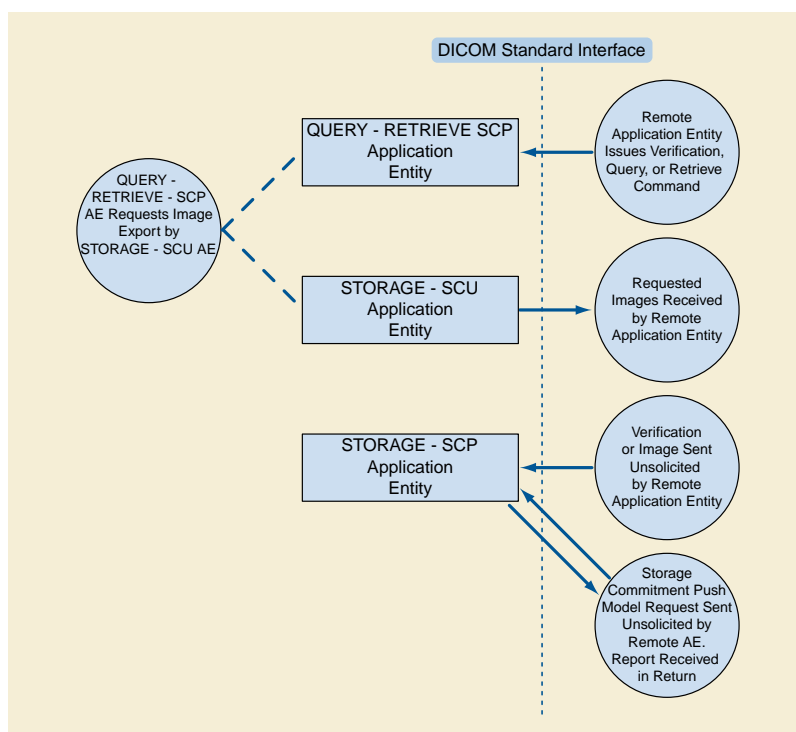 DICOM Standard Interface
QUERY - RETRIEVE SCP
Application
Entity
Remote
Application Entity
Issues Verification,
Query, or Retrieve
Command
QUERY -
RETRIEVE - SCP
AE Requests Image
Export by
STORAGE - SCU AE
STORAGE - SCU
Application
Entity
Requested
Images Received
by Remote
Application Entity
STORAGE - SCP
Application
Entity
Verification
or Image Sent
Unsolicited
by Remote
Application Entity
Storage
Commitment Push
Model Request Sent
Unsolicited by
Remote AE.
Report Received
in Return